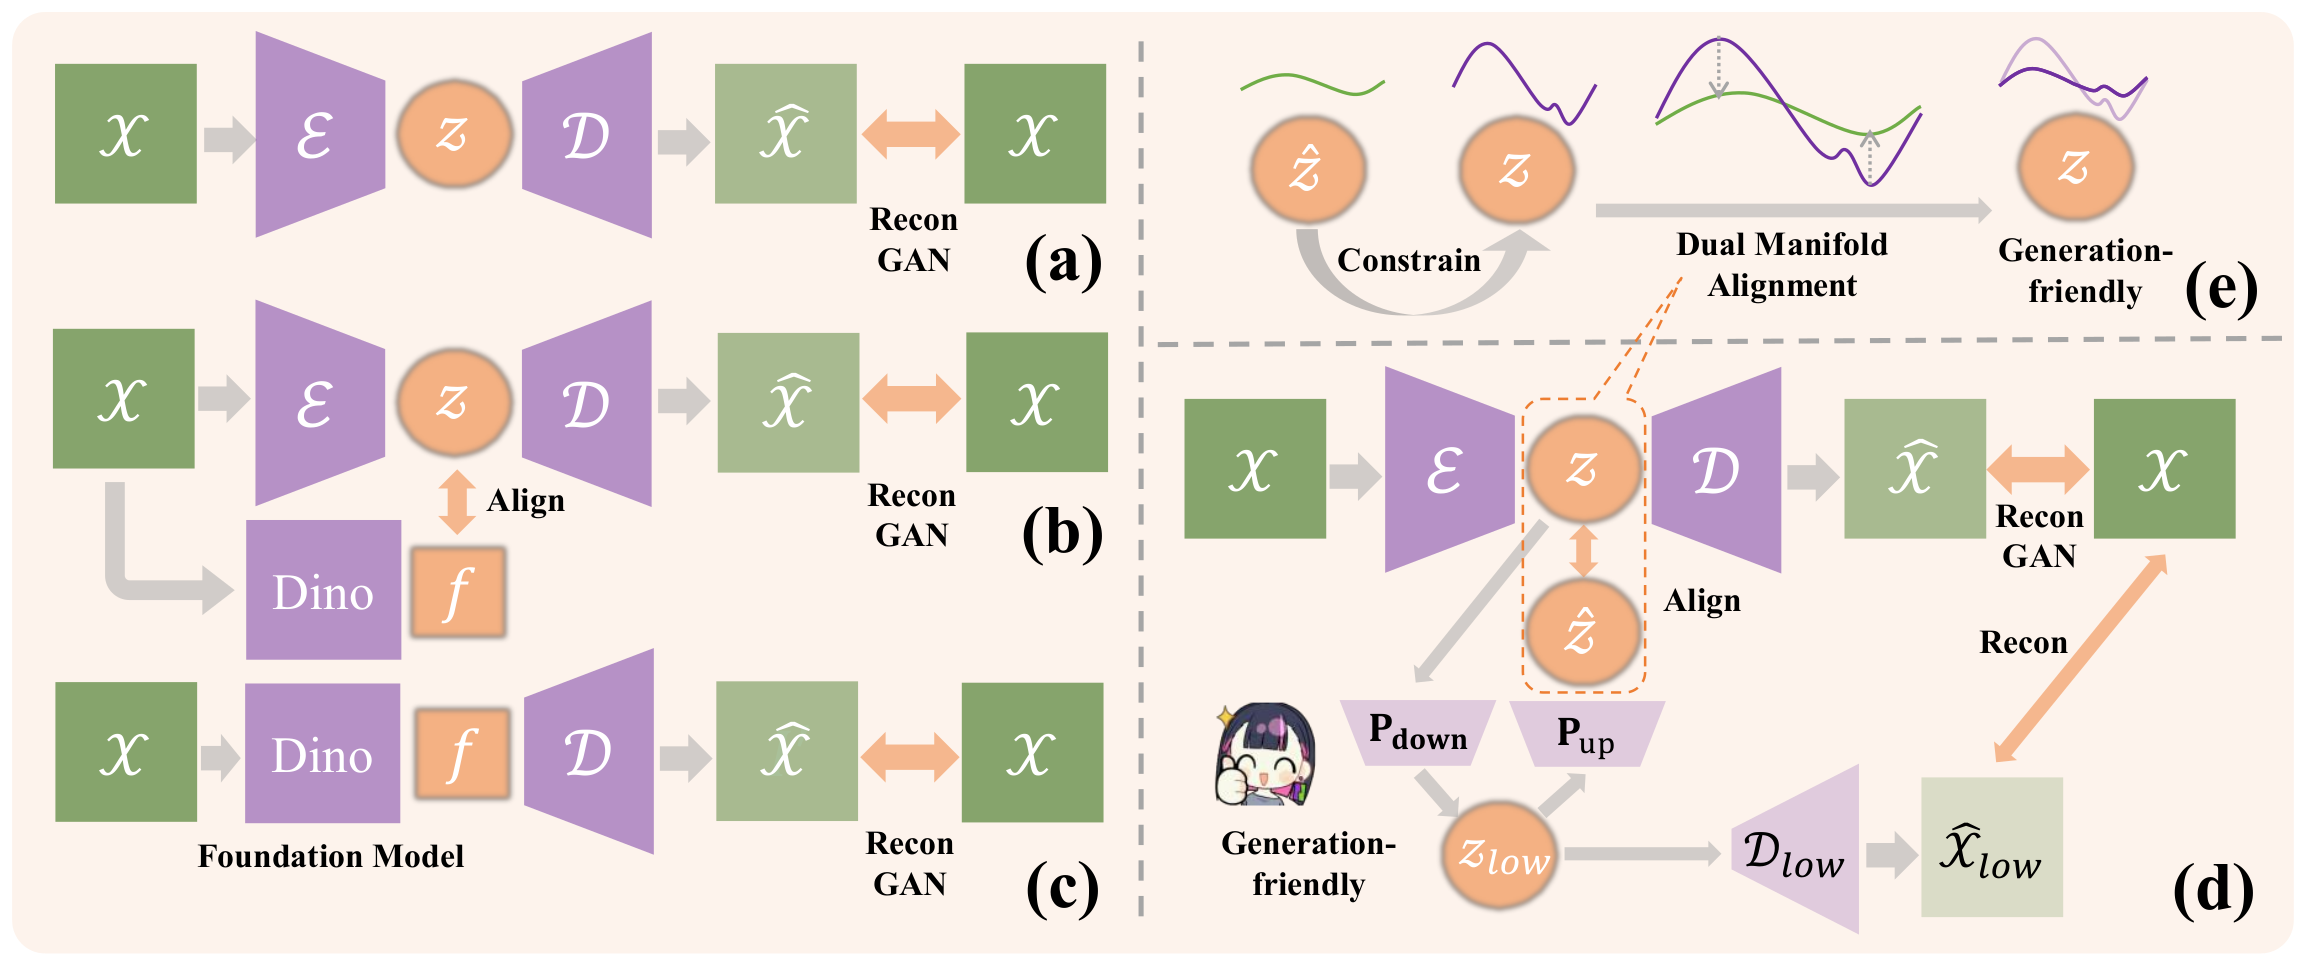 𝒳 ℰ z 𝒟 𝒳̂ 𝒳
Recon
GAN
(a)
𝒳 ℰ z 𝒟 𝒳̂ 𝒳
Align
Recon
GAN
(b)
Dino f
𝒳 Dino f 𝒟 𝒳̂ 𝒳
Foundation Model
Recon
GAN
(c)
ẑ z z
Constrain
Dual Manifold
Alignment
Generation-
friendly
(e)
𝒳 ℰ z 𝒟 𝒳̂ 𝒳
Recon
GAN
Align
ẑ
Recon
P_down P_up
Generation-
friendly
z_low 𝒟_low 𝒳̂_low
(d)